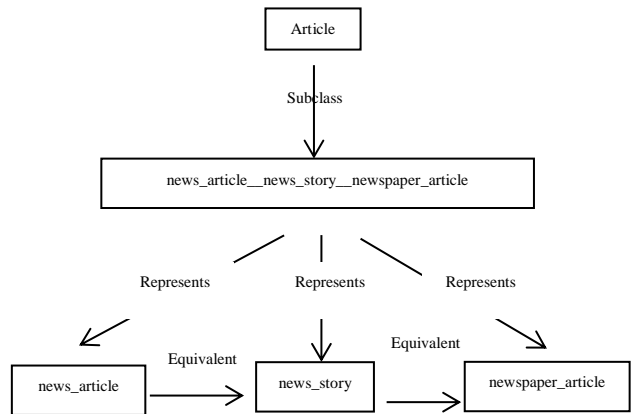 Article
Subclass
news_article__news_story__newspaper_article
Represents
Represents
Represents
Equivalent
Equivalent
news_article
news_story
newspaper_article